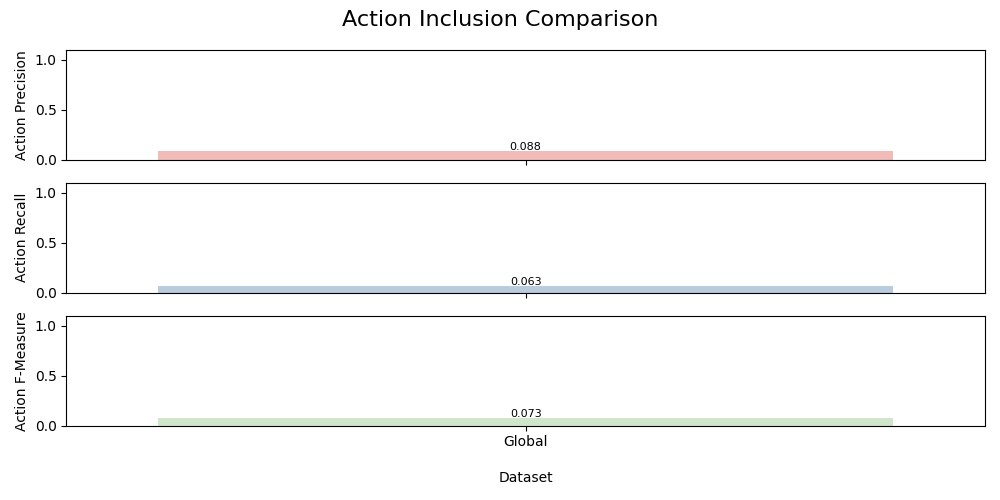 Action Inclusion Comparison
Action Precision
1.0
0.5
0.0
0.088
Action Recall
1.0
0.5
0.0
0.063
Action F-Measure
1.0
0.5
0.0
0.073
Global
Dataset